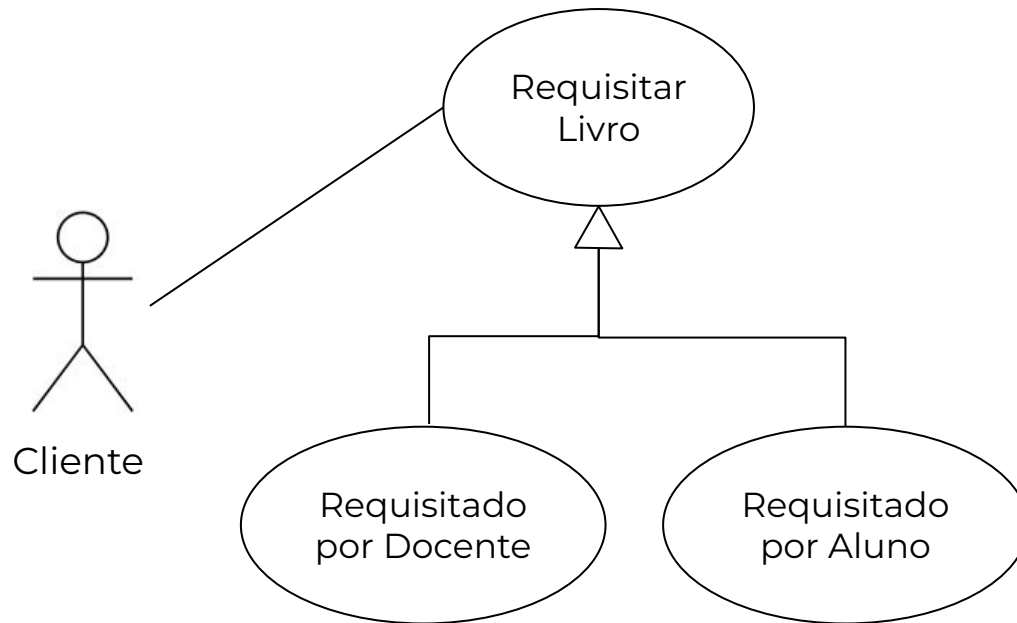 Requisitar
Livro
Cliente
Requisitado
por Docente
Requisitado
por Aluno